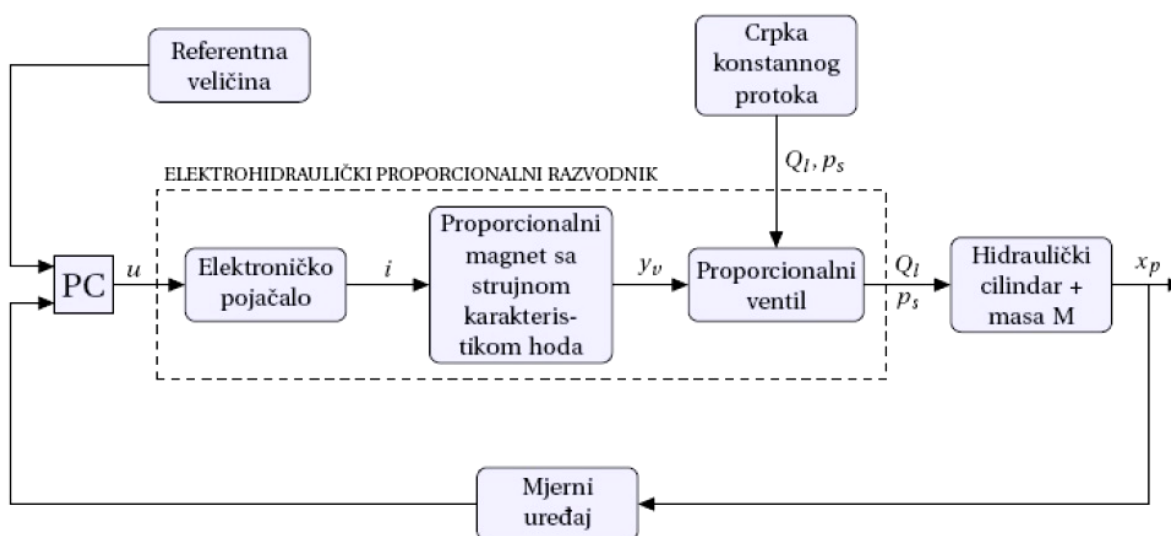 Referentna
veličina
Crpka
konstannog
protoka
Q_l, p_s
ELEKTROHIDRAULIČKI PROPORCIONALNI RAZVODNIK
PC
u
Elektroničko
pojačalo
i
Proporcionalni
magnet sa
strujnom
karakteris-
tikom hoda
y_v
Proporcionalni
ventil
Q_l
p_s
Hidraulički
cilindar +
masa M
x_p
Mjerni
uređaj